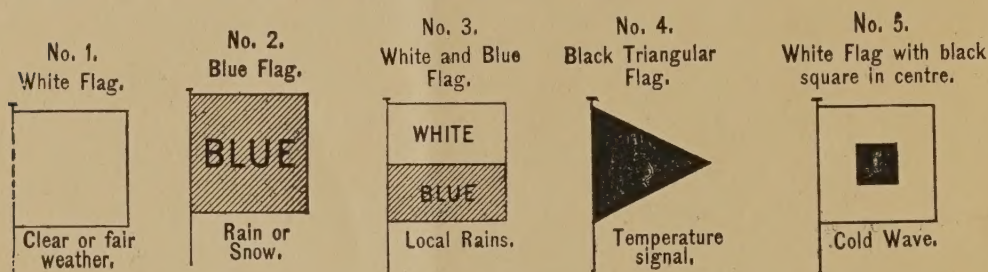 No. 1.
White Flag.
Clear or fair
weather.
No. 2.
Blue Flag.
BLUE
Rain or
Snow.
No. 3.
White and Blue
Flag.
WHITE
BLUE
Local Rains.
No. 4.
Black Triangular
Flag.
Temperature
signal.
No. 5.
White Flag with black
square in centre.
Cold Wave.